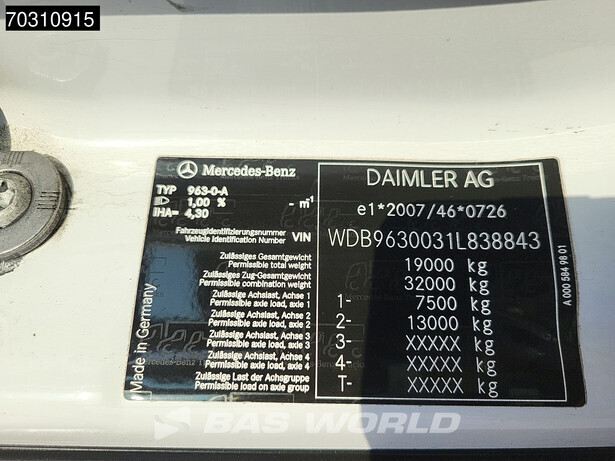 70310915
Mercedes-Benz
DAIMLER AG
TYP 963-0-A
1,00 % - m⁻¹
IHA= 4,30
e1*2007/46*0726
Fahrzeugidentifizierungsnummer
Vehicle Identification Number VIN WDB9630031L838843
Zulässiges Gesamtgewicht
Permissible total weight 19000 kg
Zulässiges Zug-Gesamtgewicht
Permissible total comb. weight 32000 kg
Zulässige Achslast, Achse 1
Permissible axle load, axle 1 1- 7500 kg
Zulässige Achslast, Achse 2
Permissible axle load, axle 2 2- 13000 kg
Zulässige Achslast, Achse 3
Permissible axle load, axle 3 3- XXXXX kg
Zulässige Achslast, Achse 4
Permissible axle load, axle 4 4- XXXXX kg
Zulässige Last der Achsgruppe
Permissible load on axle group T- XXXXX kg
Made in Germany
A 000 584 98 01
BAS WORLD